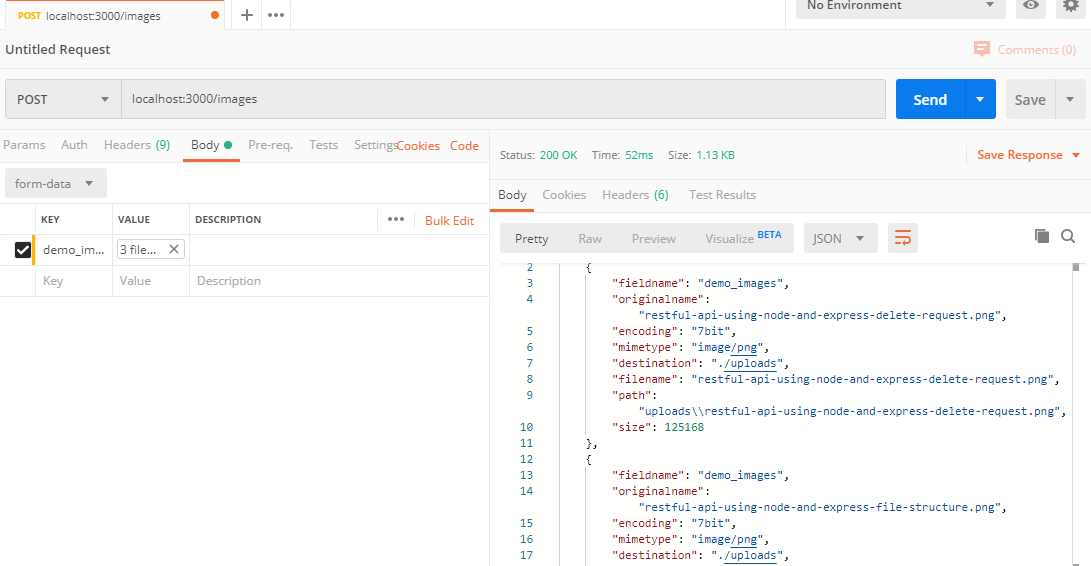 POST localhost:3000/images
No Environment
Untitled Request
Comments (0)
POST
localhost:3000/images
Send
Save
Params Auth Headers (9) Body Pre-req. Tests Settings Cookies Code
form-data
KEY VALUE DESCRIPTION ••• Bulk Edit
demo_im... 3 file...
Key Value Description
Status: 200 OK Time: 52ms Size: 1.13 KB Save Response
Body Cookies Headers (6) Test Results
Pretty Raw Preview Visualize BETA JSON
2 {
3 "fieldname": "demo_images",
4 "originalname":
"restful-api-using-node-and-express-delete-request.png",
5 "encoding": "7bit",
6 "mimetype": "image/png",
7 "destination": "./uploads",
8 "filename": "restful-api-using-node-and-express-delete-request.png",
9 "path":
"uploads\\restful-api-using-node-and-express-delete-request.png",
10 "size": 125168
11 },
12 {
13 "fieldname": "demo_images",
14 "originalname":
"restful-api-using-node-and-express-file-structure.png",
15 "encoding": "7bit",
16 "mimetype": "image/png",
17 "destination": "./uploads",